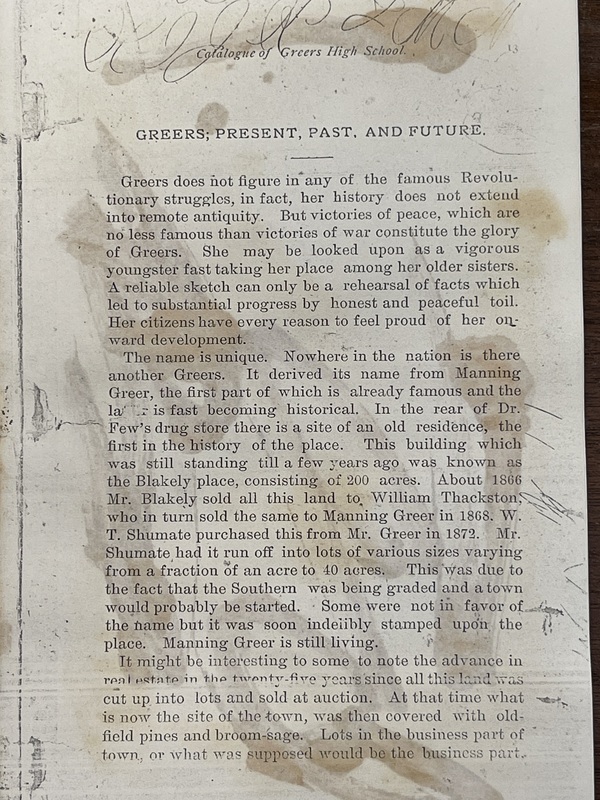 Catalogue of Greers High School.
GREERS; PRESENT, PAST, AND FUTURE.
Greers does not figure in any of the famous Revolu-
tionary struggles, in fact, her history does not extend
into remote antiquity. But victories of peace, which are
no less famous than victories of war constitute the glory
of Greers. She may be looked upon as a vigorous
youngster fast taking her place among her older sisters.
A reliable sketch can only be a rehearsal of facts which
led to substantial progress by honest and peaceful toil.
Her citizens have every reason to feel proud of her on-
ward development.
The name is unique. Nowhere in the nation is there
another Greers. It derived its name from Manning
Greer, the first part of which is already famous and the
is fast becoming historical. In the rear of Dr.
Few's drug store there is a site of an old residence, the
first in the history of the place. This building which
was still standing till a few years ago was known as
the Blakely place, consisting of 200 acres. About 1866
Mr. Blakely sold all this land to William Thackston,
who in turn sold the same to Manning Greer in 1868. W.
T. Shumate purchased this from Mr. Greer in 1872. Mr.
Shumate had it run off into lots of various sizes varying
from a fraction of an acre to 40 acres. This was due to
the fact that the Southern was being graded and a town
would probably be started. Some were not in favor of
the name but it was soon indelibly stamped upon the
place. Manning Greer is still living.
It might be interesting to some to note the advance in
real estate in the twenty-five years since all this land was
cut up into lots and sold at auction. At that time what
is now the site of the town, was then covered with old-
field pines and broom-sage. Lots in the business part of
town, or what was supposed would be the business part.